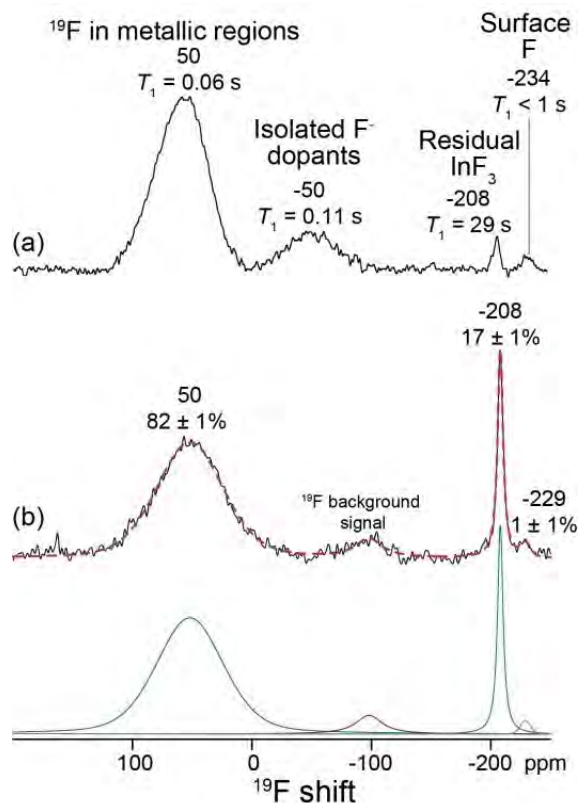 ¹⁹F in metallic regions
50
T₁ = 0.06 s
Isolated F⁻
dopants
-50
T₁ = 0.11 s
Residual
InF₃
-208
T₁ = 29 s
Surface
F
-234
T₁ < 1 s
(a)
50
82 ± 1%
¹⁹F background
signal
-208
17 ± 1%
-229
1 ± 1%
(b)
100 0 -100 -200 ppm
¹⁹F shift